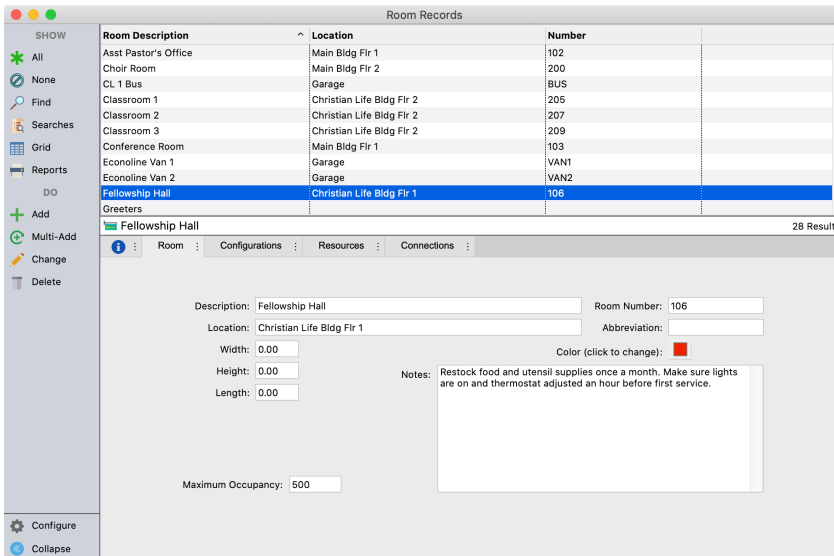 Room Records
SHOW
All
None
Find
Searches
Grid
Reports
DO
Add
Multi-Add
Change
Delete
Configure
Collapse
Room Description Location Number
Asst Pastor's Office Main Bldg Flr 1 102
Choir Room Main Bldg Flr 2 200
CL 1 Bus Garage BUS
Classroom 1 Christian Life Bldg Flr 2 205
Classroom 2 Christian Life Bldg Flr 2 207
Classroom 3 Christian Life Bldg Flr 2 209
Conference Room Main Bldg Flr 1 103
Econoline Van 1 Garage VAN1
Econoline Van 2 Garage VAN2
Fellowship Hall Christian Life Bldg Flr 1 106
Greeters
Fellowship Hall 28 Result
Room Configurations Resources Connections
Description: Fellowship Hall Room Number: 106
Location: Christian Life Bldg Flr 1 Abbreviation:
Width: 0.00 Color (click to change):
Height: 0.00
Length: 0.00
Notes: Restock food and utensil supplies once a month. Make sure lights
are on and thermostat adjusted an hour before first service.
Maximum Occupancy: 500